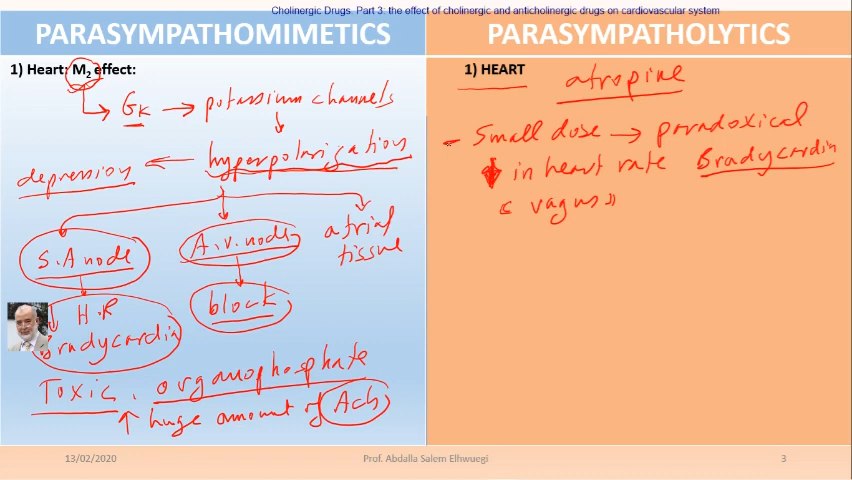 Cholinergic Drugs. Part 3: the effect of cholinergic and anticholinergic drugs on cardiovascular system
PARASYMPATHOMIMETICS
1) Heart: M2 effect:
GK → potassium channels
hyperpolarization
depression
S.A node
A.V. node
atrial
tissue
↓ H.R
Bradycardia
block
Toxic. organophosphate
↑ huge amount of Ach
PARASYMPATHOLYTICS
1) HEART
atropine
- Small dose → paradoxical
↓ in heart rate Bradycardia
« vagus »
13/02/2020
Prof. Abdalla Salem Elhwuegi
3